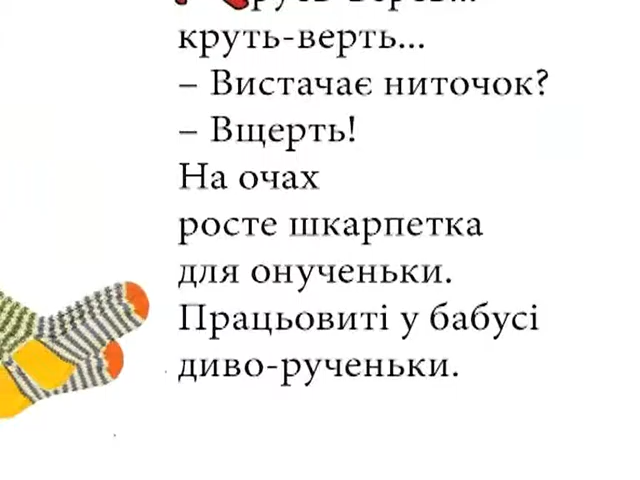 круть-верть...
– Вистачає ниточок?
– Вщерть!
На очах
росте шкарпетка
для онученьки.
Працьовиті у бабусі
диво-рученьки.